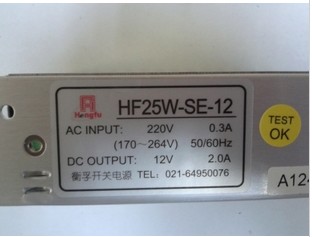 Hengfu
HF25W-SE-12
AC INPUT: 220V 0.3A
(170～264V) 50/60Hz
DC OUTPUT: 12V 2.0A
衡孚开关电源 TEL: 021-64950076
TEST
OK
A124